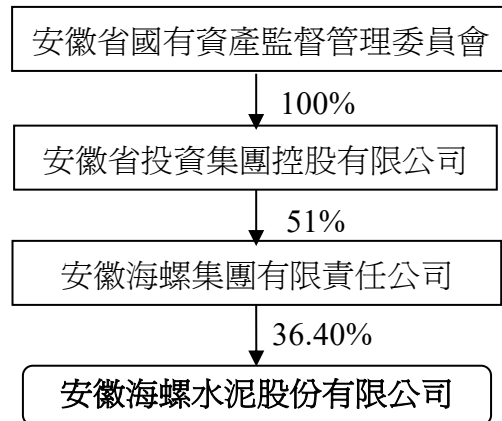 安徽省國有資產監督管理委員會
100%
安徽省投資集團控股有限公司
51%
安徽海螺集團有限責任公司
36.40%
安徽海螺水泥股份有限公司